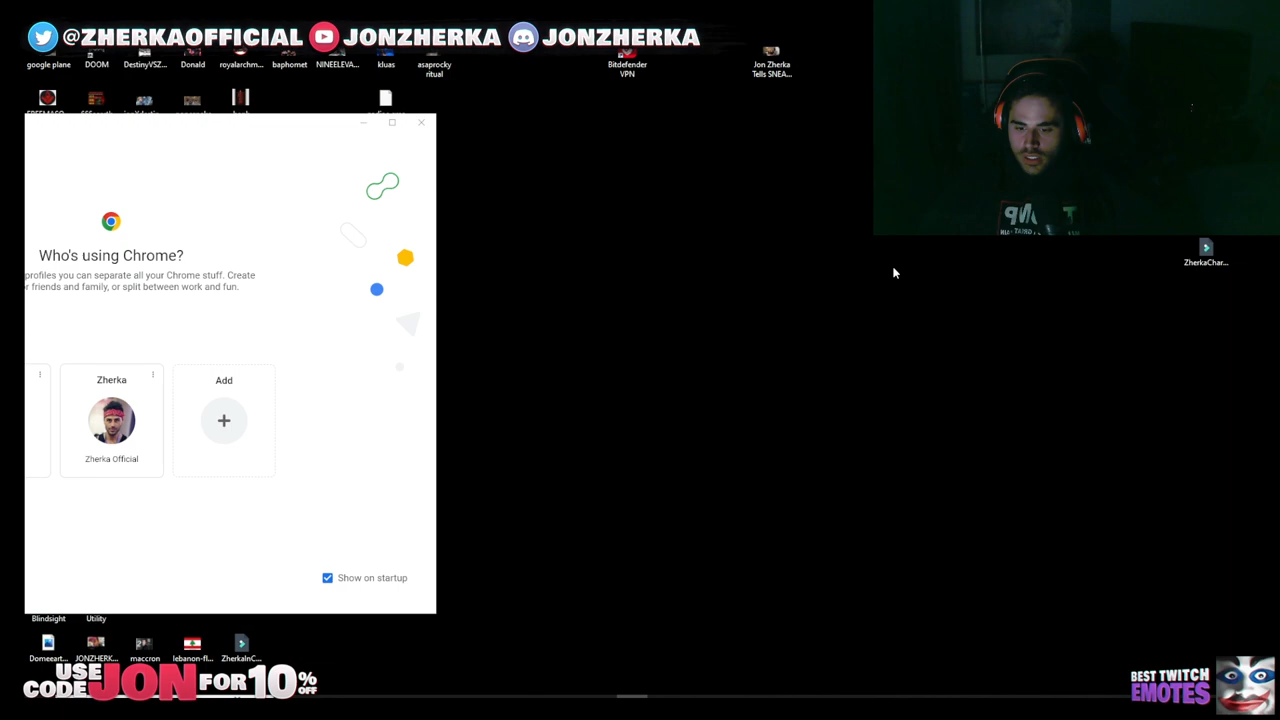 @ZHERKAOFFICIAL JONZHERKA JONZHERKA
google plane DOOM DestinyVSZ... Donald royalarchm... baphomet NINEELEVA... kluas asaprocky ritual Bitdefender VPN Jon Zherka Tells SNEA...
Who's using Chrome?
profiles you can separate all your Chrome stuff. Create
friends and family, or split between work and fun.
Zherka
Add
Zherka Official
Show on startup
ZherkaChar...
Blindsight Utility
Domeeart... JONZHERK... maccron lebanon-fl... ZherkaInC...
USE CODE JON FOR 10% OFF
BEST TWITCH
EMOTES